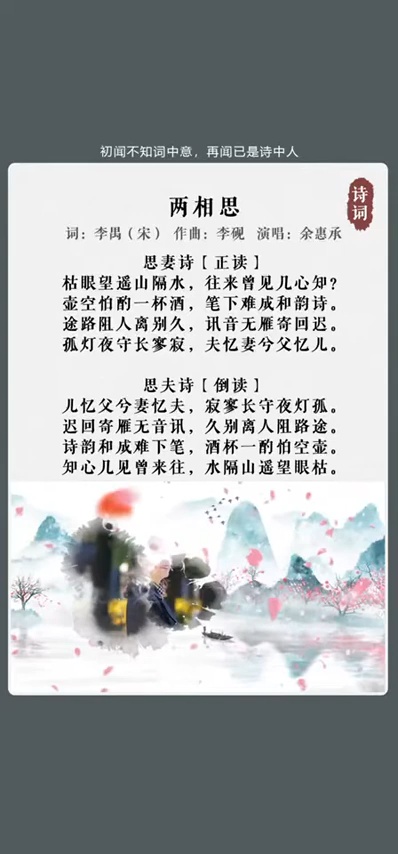 初闻不知词中意，再闻已是诗中人
诗词
两相思
词：李禺（宋） 作曲：李砚 演唱：余惠承
思妻诗【正读】
枯眼望遥山隔水，往来曾见几心知？
壶空怕酌一杯酒，笔下难成和韵诗。
途路阻人离别久，讯音无雁寄回迟。
孤灯夜守长寥寂，夫忆妻兮父忆儿。
思夫诗【倒读】
儿忆父兮妻忆夫，寂寥长守夜灯孤。
迟回寄雁无音讯，久别离人阻路途。
诗韵和成难下笔，酒杯一酌怕空壶。
知心几见曾来往，水隔山遥望眼枯。